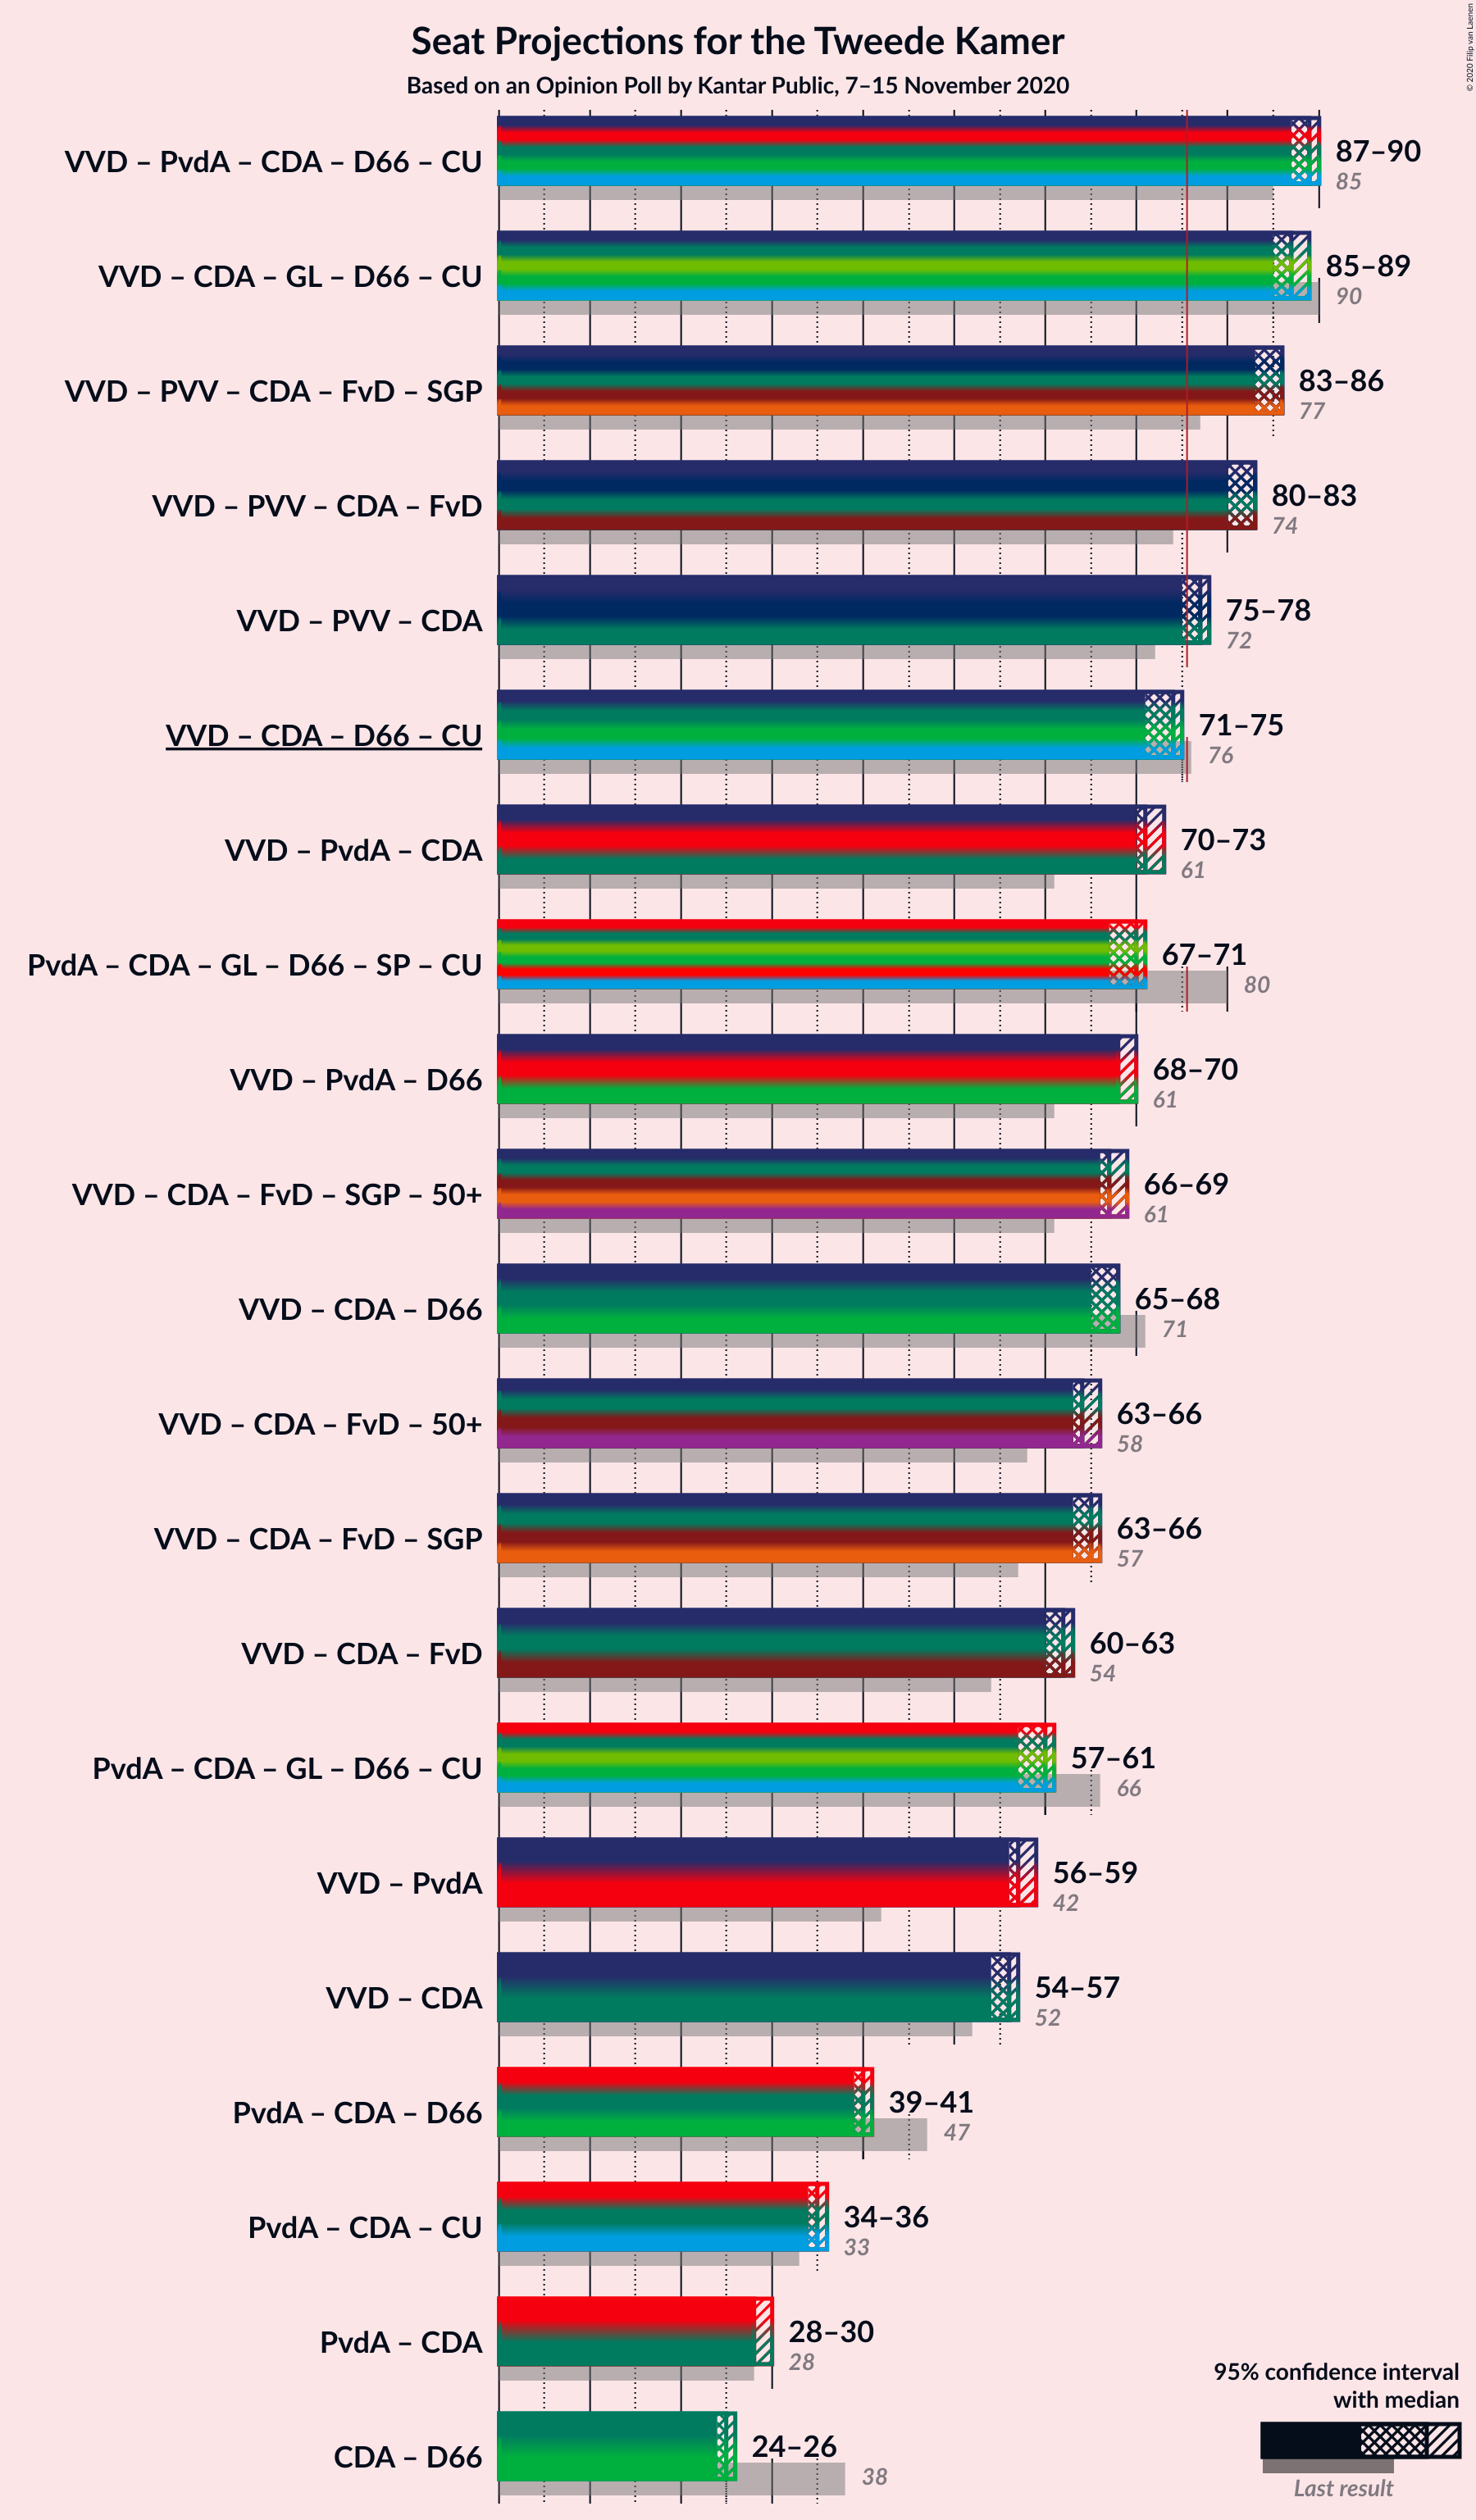 Seat Projections for the Tweede Kamer
Based on an Opinion Poll by Kantar Public, 7–15 November 2020
© 2020 Filip van Laenen
VVD – PvdA – CDA – D66 – CU
87–90
85
VVD – CDA – GL – D66 – CU
85–89
90
VVD – PVV – CDA – FvD – SGP
83–86
77
VVD – PVV – CDA – FvD
80–83
74
VVD – PVV – CDA
75–78
72
VVD – CDA – D66 – CU
71–75
76
VVD – PvdA – CDA
70–73
61
PvdA – CDA – GL – D66 – SP – CU
67–71
80
VVD – PvdA – D66
68–70
61
VVD – CDA – FvD – SGP – 50+
66–69
61
VVD – CDA – D66
65–68
71
VVD – CDA – FvD – 50+
63–66
58
VVD – CDA – FvD – SGP
63–66
57
VVD – CDA – FvD
60–63
54
PvdA – CDA – GL – D66 – CU
57–61
66
VVD – PvdA
56–59
42
VVD – CDA
54–57
52
PvdA – CDA – D66
39–41
47
PvdA – CDA – CU
34–36
33
PvdA – CDA
28–30
28
CDA – D66
24–26
38
95% confidence interval
with median
Last result